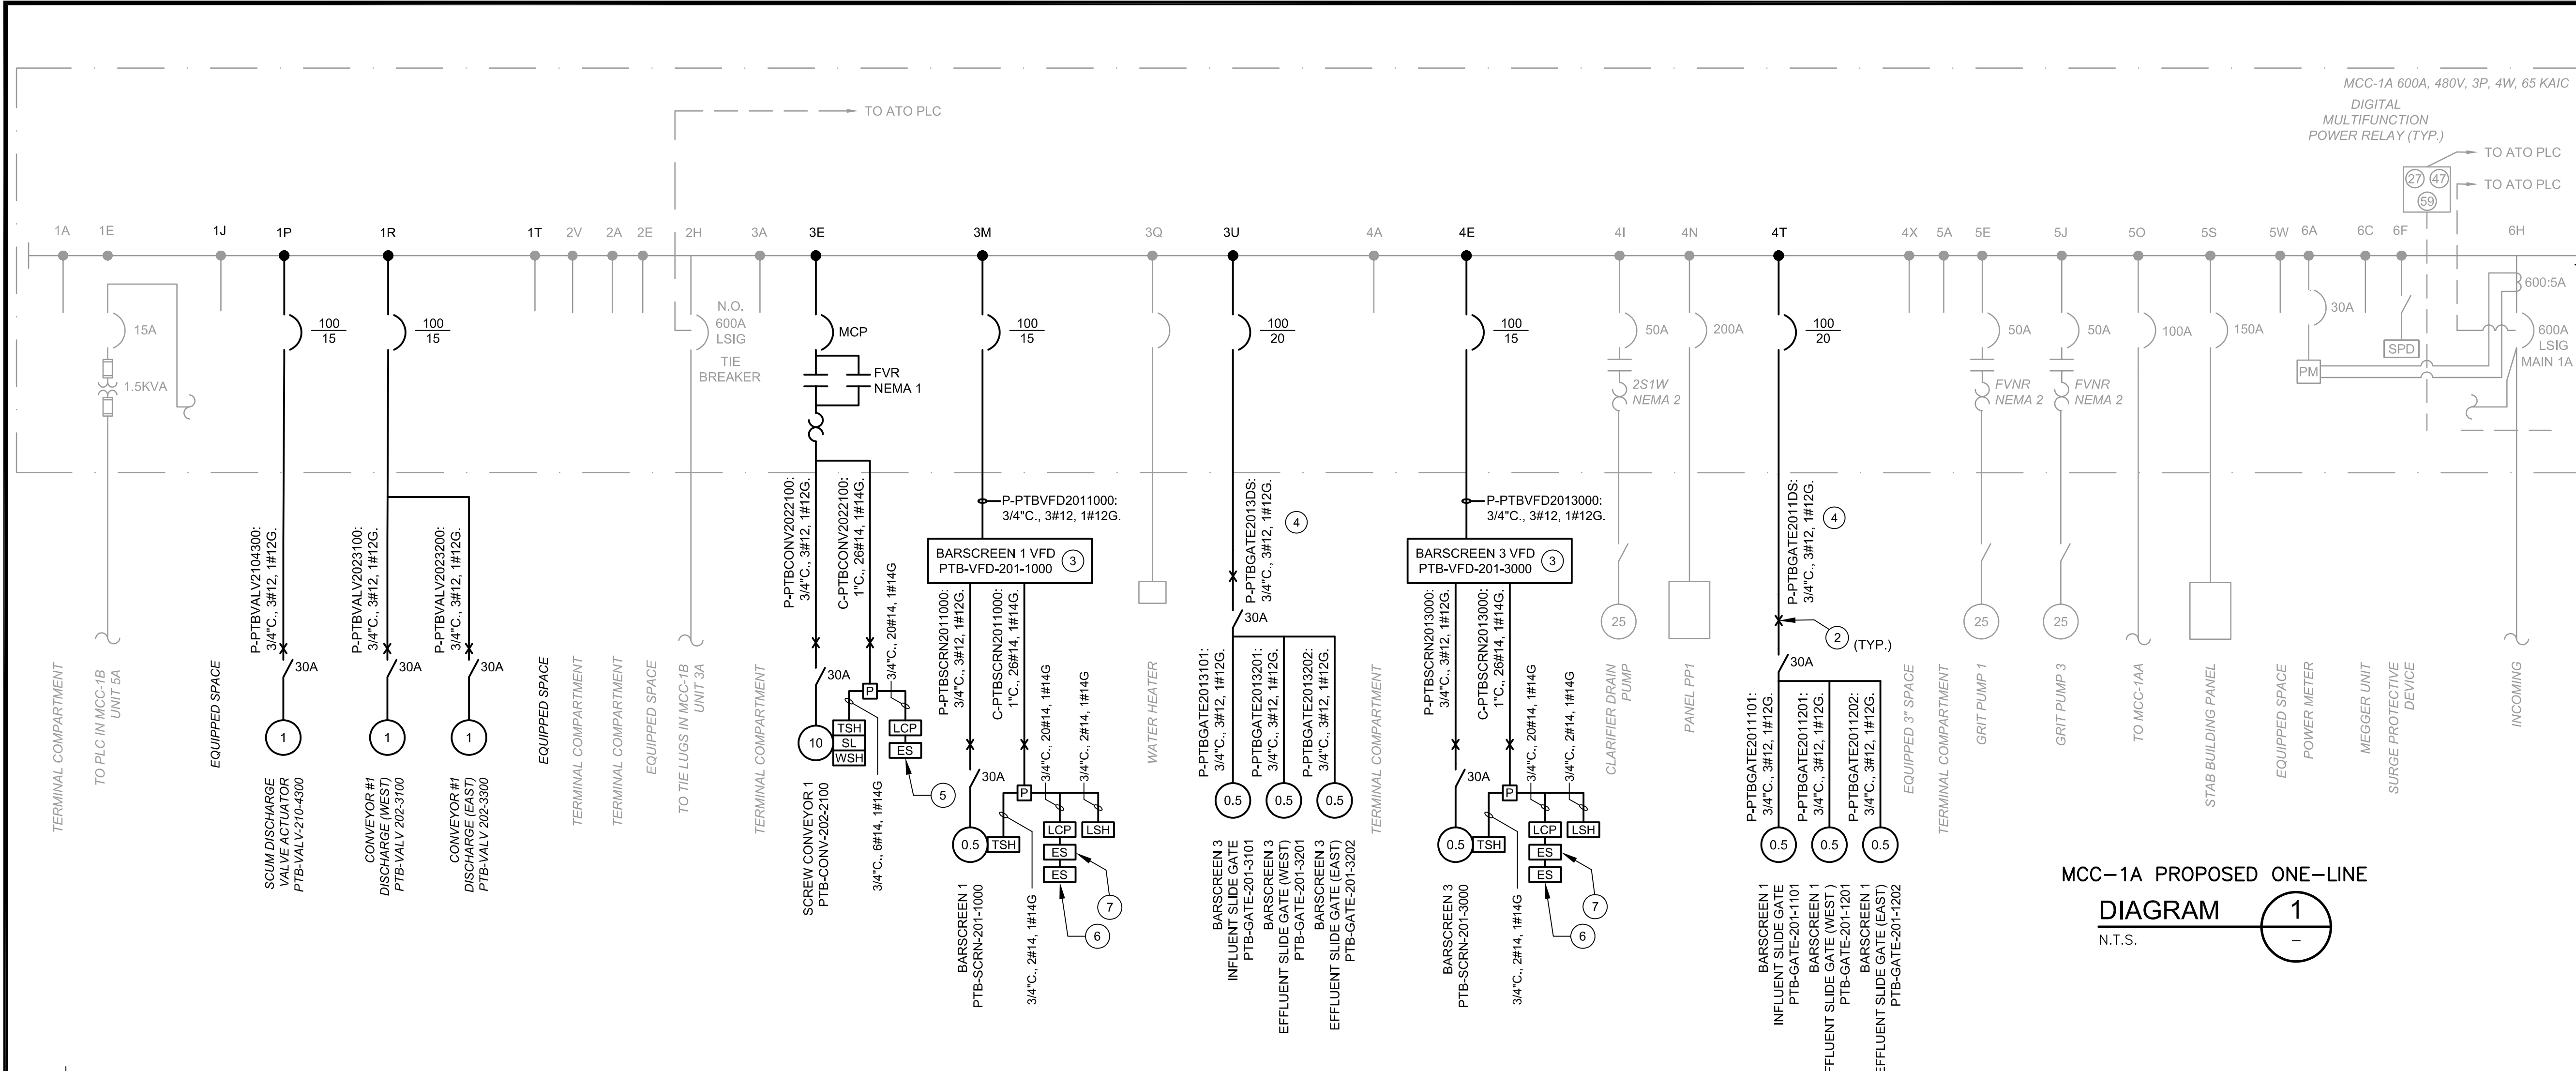 MCC-1A 600A, 480V, 3P, 4W, 65 KAIC
DIGITAL
MULTIFUNCTION
POWER RELAY (TYP.)
TO ATO PLC
TO ATO PLC
TO ATO PLC
27
47
59
1A
1E
1J
1P
1R
1T
2V
2A
2E
2H
3A
3E
3M
3Q
3U
4A
4E
4I
4N
4T
4X
5A
5E
5J
5O
5S
5W
6A
6C
6F
6H
15A
1.5KVA
100
15
100
15
N.O.
600A
LSIG
TIE
BREAKER
MCP
FVR
NEMA 1
100
15
100
20
100
15
50A
2S1W
NEMA 2
200A
100
20
50A
FVNR
NEMA 2
50A
FVNR
NEMA 2
100A
150A
30A
PM
SPD
600:5A
600A
LSIG
MAIN 1A
TERMINAL COMPARTMENT
TO PLC IN MCC-1B
UNIT 5A
EQUIPPED SPACE
P-PTBVALV2104300:
3/4"C., 3#12, 1#12G.
30A
1
SCUM DISCHARGE
VALVE ACTUATOR
PTB-VALV-210-4300
P-PTBVALV2023100:
3/4"C., 3#12, 1#12G.
30A
1
CONVEYOR #1
DISCHARGE (WEST)
PTB-VALV 202-3100
P-PTBVALV2023200:
3/4"C., 3#12, 1#12G.
30A
1
CONVEYOR #1
DISCHARGE (EAST)
PTB-VALV 202-3300
EQUIPPED SPACE
TERMINAL COMPARTMENT
TERMINAL COMPARTMENT
EQUIPPED SPACE
TO TIE LUGS IN MCC-1B
UNIT 3A
TERMINAL COMPARTMENT
P-PTBCONV2022100:
3/4"C., 3#12, 1#12G.
C-PTBCONV2022100:
1"C., 26#14, 1#14G.
3/4"C., 20#14, 1#14G
30A
P
10
TSH
SL
WSH
LCP
ES
5
3/4"C., 6#14, 1#14G
SCREW CONVEYOR 1
PTB-CONV-202-2100
P-PTBVFD2011000:
3/4"C., 3#12, 1#12G.
BARSCREEN 1 VFD
PTB-VFD-201-1000
3
P-PTBSCRN2011000:
3/4"C., 3#12, 1#12G.
C-PTBSCRN2011000:
1"C., 26#14, 1#14G.
3/4"C., 20#14, 1#14G
3/4"C., 2#14, 1#14G
30A
P
0.5
TSH
LCP
LSH
ES
ES
7
6
3/4"C., 2#14, 1#14G
BARSCREEN 1
PTB-SCRN-201-1000
WATER HEATER
P-PTBGATE2013DS:
3/4"C., 3#12, 1#12G.
4
30A
P-PTBGATE2013101:
3/4"C., 3#12, 1#12G.
P-PTBGATE2013201:
3/4"C., 3#12, 1#12G.
P-PTBGATE2013202:
3/4"C., 3#12, 1#12G.
0.5
0.5
0.5
BARSCREEN 3
INFLUENT SLIDE GATE
PTB-GATE-201-3101
BARSCREEN 3
EFFLUENT SLIDE GATE (WEST)
PTB-GATE-201-3201
BARSCREEN 3
EFFLUENT SLIDE GATE (EAST)
PTB-GATE-201-3202
TERMINAL COMPARTMENT
P-PTBVFD2013000:
3/4"C., 3#12, 1#12G.
BARSCREEN 3 VFD
PTB-VFD-201-3000
3
P-PTBSCRN2013000:
3/4"C., 3#12, 1#12G.
C-PTBSCRN2013000:
1"C., 26#14, 1#14G.
3/4"C., 20#14, 1#14G
3/4"C., 2#14, 1#14G
30A
P
0.5
TSH
LCP
LSH
ES
ES
7
6
3/4"C., 2#14, 1#14G
BARSCREEN 3
PTB-SCRN-201-3000
25
CLARIFIER DRAIN
PUMP
PANEL PP1
P-PTBGATE2011DS:
3/4"C., 3#12, 1#12G.
4
2
(TYP.)
30A
P-PTBGATE2011101:
3/4"C., 3#12, 1#12G.
P-PTBGATE2011201:
3/4"C., 3#12, 1#12G.
P-PTBGATE2011202:
3/4"C., 3#12, 1#12G.
0.5
0.5
0.5
BARSCREEN 1
INFLUENT SLIDE GATE
PTB-GATE-201-1101
BARSCREEN 1
FFLUENT SLIDE GATE (WEST )
PTB-GATE-201-1201
BARSCREEN 1
EFFLUENT SLIDE GATE (EAST)
PTB-GATE-201-1202
EQUIPPED 3" SPACE
TERMINAL COMPARTMENT
25
GRIT PUMP 1
25
GRIT PUMP 3
TO MCC-1AA
STAB BUILDING PANEL
EQUIPPED SPACE
POWER METER
MEGGER UNIT
SURGE PROTECTIVE
DEVICE
INCOMING
MCC-1A PROPOSED ONE-LINE
DIAGRAM
1
–
N.T.S.